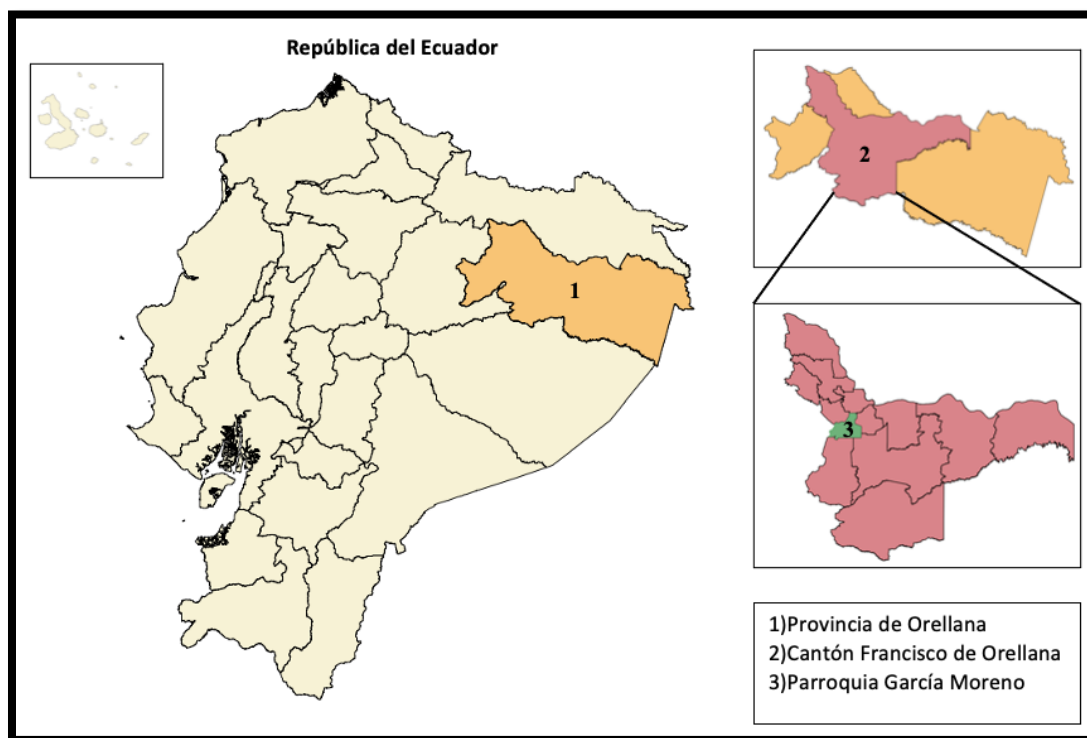 República del Ecuador
1
2
3
1)Provincia de Orellana
2)Cantón Francisco de Orellana
3)Parroquia García Moreno